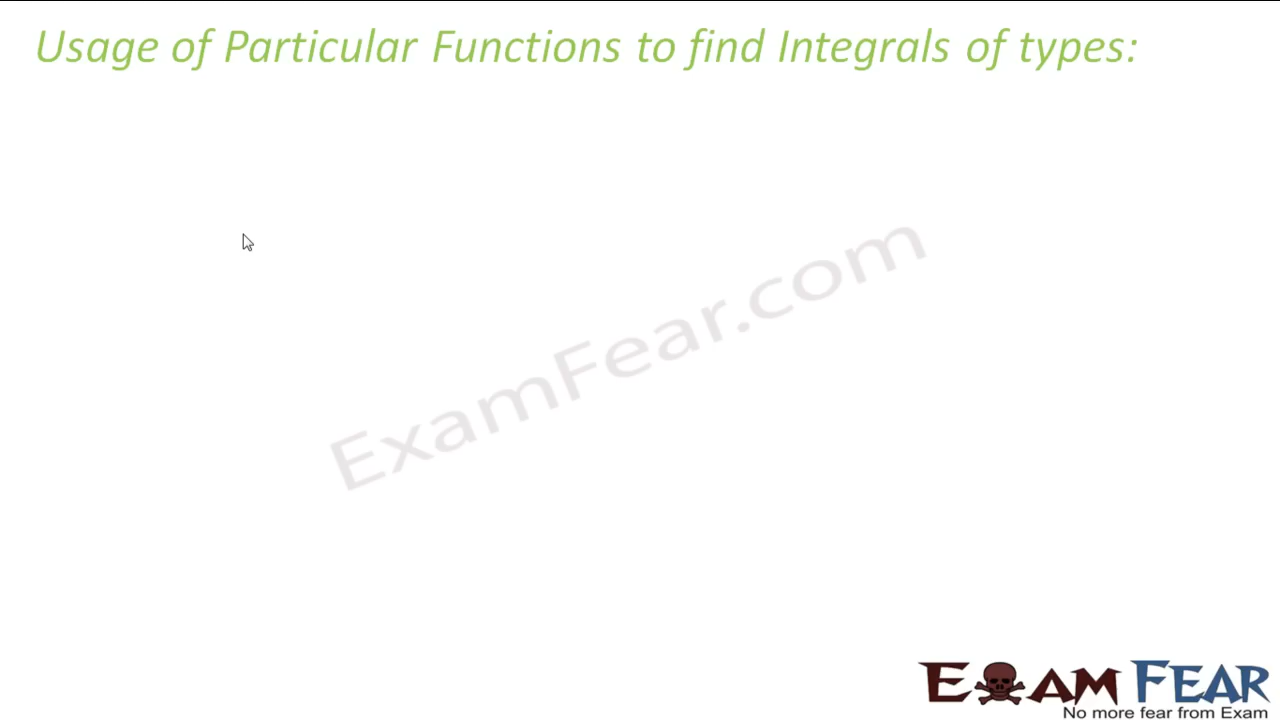 Usage of Particular Functions to find Integrals of types:
ExamFear.com
EXAM FEAR
No more fear from Exam